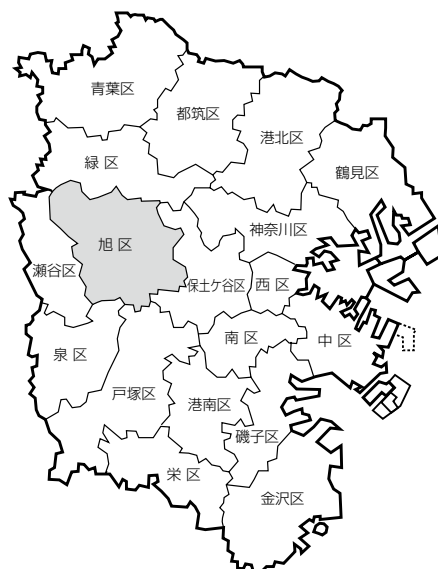 青葉区
都筑区
港北区
緑 区
鶴見区
神奈川区
旭 区
瀬谷区
保土ケ谷区
西 区
南 区
中 区
泉 区
戸塚区
港南区
磯子区
栄 区
金沢区